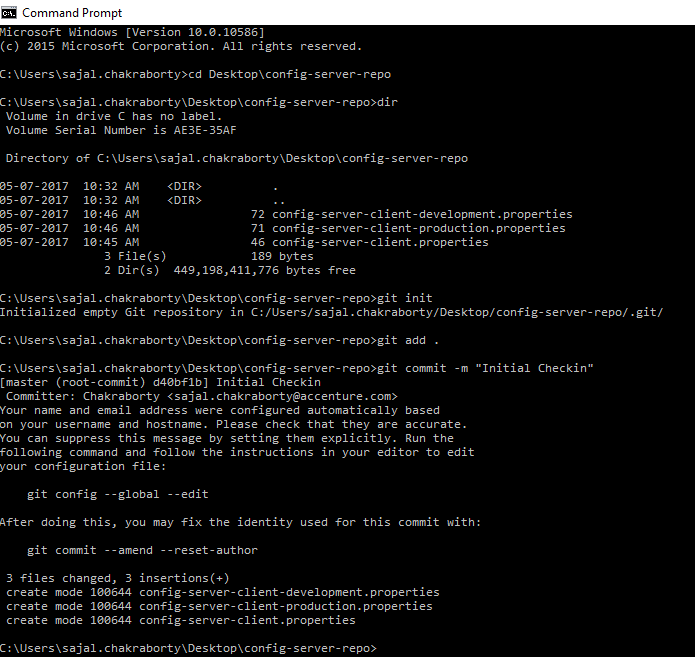 Command Prompt
Microsoft Windows [Version 10.0.10586]
(c) 2015 Microsoft Corporation. All rights reserved.
C:\Users\sajal.chakraborty>cd Desktop\config-server-repo
C:\Users\sajal.chakraborty\Desktop\config-server-repo>dir
Volume in drive C has no label.
Volume Serial Number is AE3E-35AF
Directory of C:\Users\sajal.chakraborty\Desktop\config-server-repo
05-07-2017  10:32 AM    <DIR>          .
05-07-2017  10:32 AM    <DIR>          ..
05-07-2017  10:46 AM                72 config-server-client-development.properties
05-07-2017  10:46 AM                71 config-server-client-production.properties
05-07-2017  10:45 AM                46 config-server-client.properties
3 File(s)            189 bytes
2 Dir(s)  449,198,411,776 bytes free
C:\Users\sajal.chakraborty\Desktop\config-server-repo>git init
Initialized empty Git repository in C:/Users/sajal.chakraborty/Desktop/config-server-repo/.git/
C:\Users\sajal.chakraborty\Desktop\config-server-repo>git add .
C:\Users\sajal.chakraborty\Desktop\config-server-repo>git commit -m "Initial Checkin"
[master (root-commit) d40bf1b] Initial Checkin
Committer: Chakraborty <sajal.chakraborty@accenture.com>
Your name and email address were configured automatically based
on your username and hostname. Please check that they are accurate.
You can suppress this message by setting them explicitly. Run the
following command and follow the instructions in your editor to edit
your configuration file:
git config --global --edit
After doing this, you may fix the identity used for this commit with:
git commit --amend --reset-author
3 files changed, 3 insertions(+)
create mode 100644 config-server-client-development.properties
create mode 100644 config-server-client-production.properties
create mode 100644 config-server-client.properties
C:\Users\sajal.chakraborty\Desktop\config-server-repo>